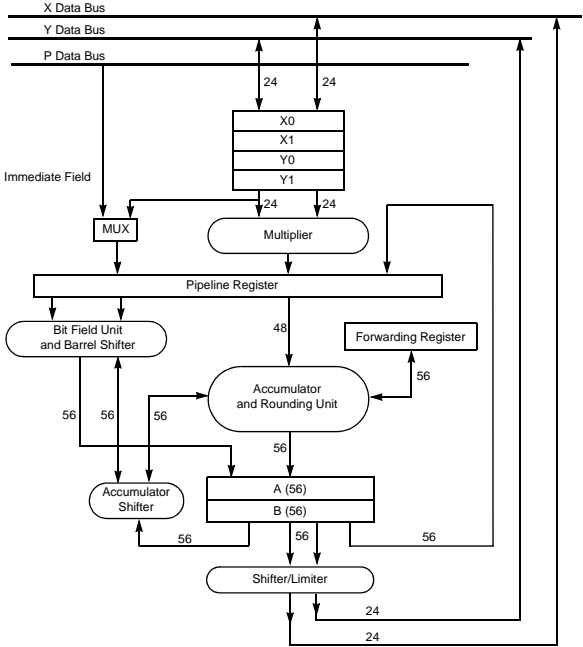 X Data Bus
Y Data Bus
P Data Bus
24
24
X0
X1
Y0
Y1
Immediate Field
24
24
MUX
Multiplier
Pipeline Register
48
Bit Field Unit
and Barrel Shifter
Forwarding Register
56
Accumulator
and Rounding Unit
56
56
56
56
A (56)
B (56)
Accumulator
Shifter
56
56
56
Shifter/Limiter
24
24